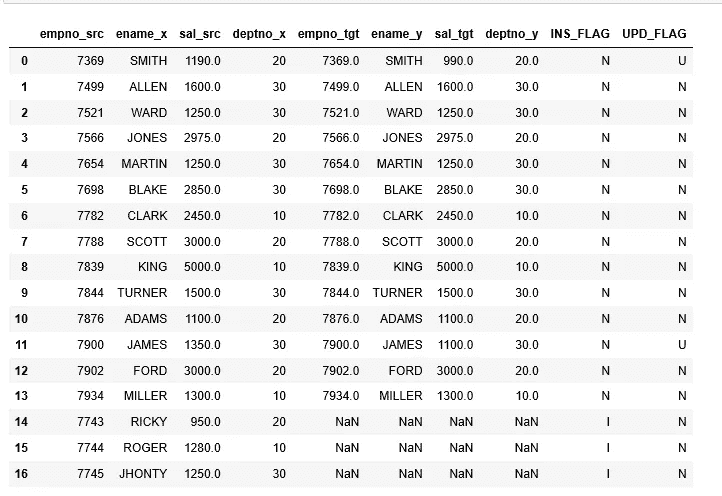 empno_src ename_x sal_src deptno_x empno_tgt ename_y sal_tgt deptno_y INS_FLAG UPD_FLAG
0 7369 SMITH 1190.0 20 7369.0 SMITH 990.0 20.0 N U
1 7499 ALLEN 1600.0 30 7499.0 ALLEN 1600.0 30.0 N N
2 7521 WARD 1250.0 30 7521.0 WARD 1250.0 30.0 N N
3 7566 JONES 2975.0 20 7566.0 JONES 2975.0 20.0 N N
4 7654 MARTIN 1250.0 30 7654.0 MARTIN 1250.0 30.0 N N
5 7698 BLAKE 2850.0 30 7698.0 BLAKE 2850.0 30.0 N N
6 7782 CLARK 2450.0 10 7782.0 CLARK 2450.0 10.0 N N
7 7788 SCOTT 3000.0 20 7788.0 SCOTT 3000.0 20.0 N N
8 7839 KING 5000.0 10 7839.0 KING 5000.0 10.0 N N
9 7844 TURNER 1500.0 30 7844.0 TURNER 1500.0 30.0 N N
10 7876 ADAMS 1100.0 20 7876.0 ADAMS 1100.0 20.0 N N
11 7900 JAMES 1350.0 30 7900.0 JAMES 1100.0 30.0 N U
12 7902 FORD 3000.0 20 7902.0 FORD 3000.0 20.0 N N
13 7934 MILLER 1300.0 10 7934.0 MILLER 1300.0 10.0 N N
14 7743 RICKY 950.0 20 NaN NaN NaN NaN I N
15 7744 ROGER 1280.0 10 NaN NaN NaN NaN I N
16 7745 JHONTY 1250.0 30 NaN NaN NaN NaN I N